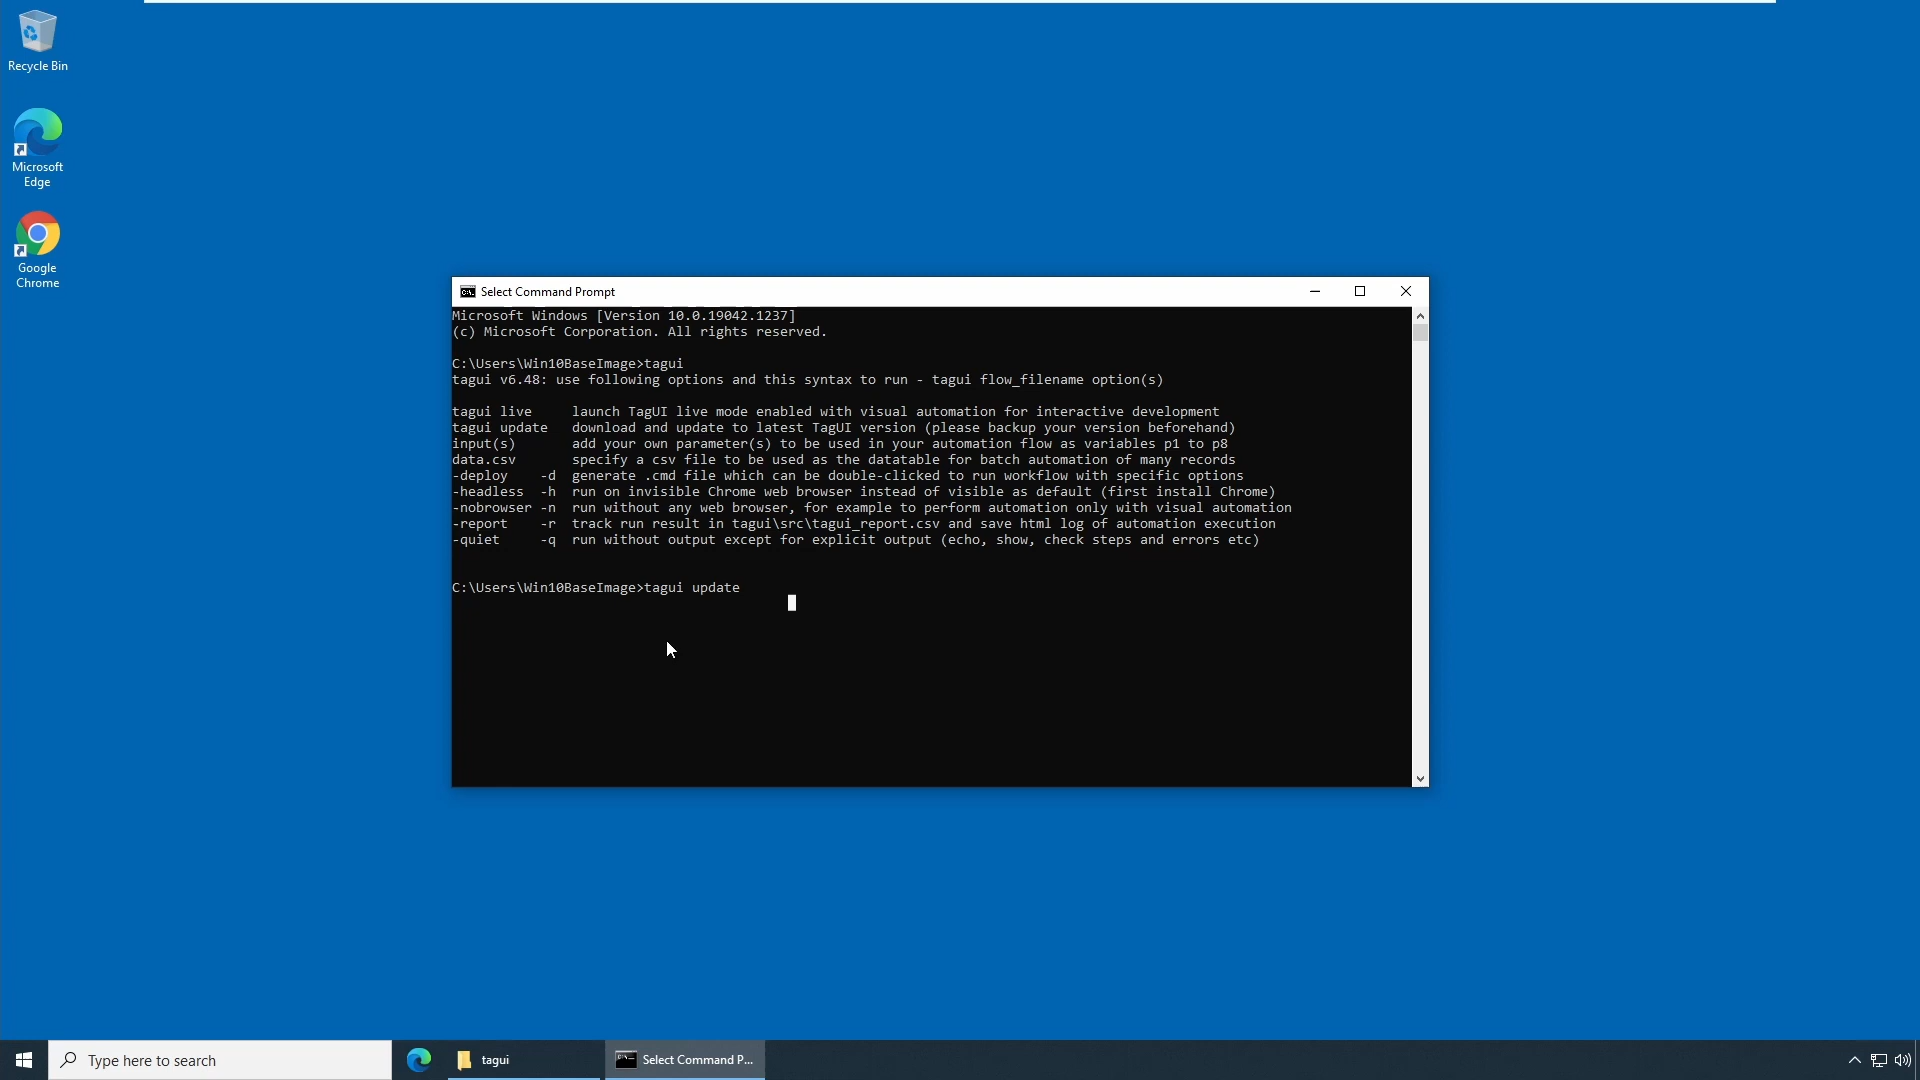 Recycle Bin
Microsoft
Edge
Google
Chrome
Select Command Prompt
Microsoft Windows [Version 10.0.19042.1237]
(c) Microsoft Corporation. All rights reserved.
C:\Users\Win10BaseImage>tagui
tagui v6.48: use following options and this syntax to run - tagui flow_filename option(s)
tagui live     launch TagUI live mode enabled with visual automation for interactive development
tagui update   download and update to latest TagUI version (please backup your version beforehand)
input(s)       add your own parameter(s) to be used in your automation flow as variables p1 to p8
data.csv       specify a csv file to be used as the datatable for batch automation of many records
-deploy    -d  generate .cmd file which can be double-clicked to run workflow with specific options
-headless  -h  run on invisible Chrome web browser instead of visible as default (first install Chrome)
-nobrowser -n  run without any web browser, for example to perform automation only with visual automation
-report    -r  track run result in tagui\src\tagui_report.csv and save html log of automation execution
-quiet     -q  run without output except for explicit output (echo, show, check steps and errors etc)
C:\Users\Win10BaseImage>tagui update
Type here to search
tagui
Select Command P...